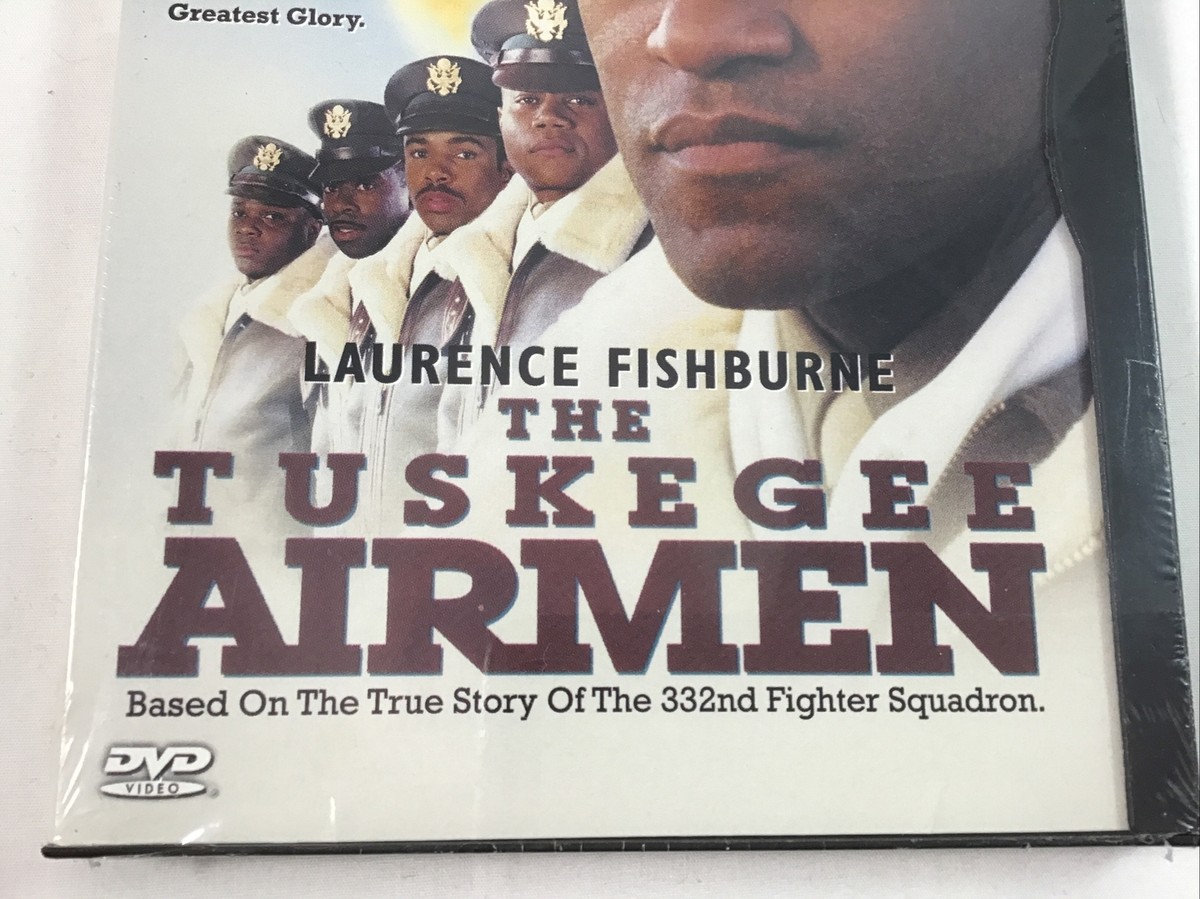 Greatest Glory.
LAURENCE FISHBURNE
THE
TUSKEGEE
AIRMEN
Based On The True Story Of The 332nd Fighter Squadron.
DVD
VIDEO